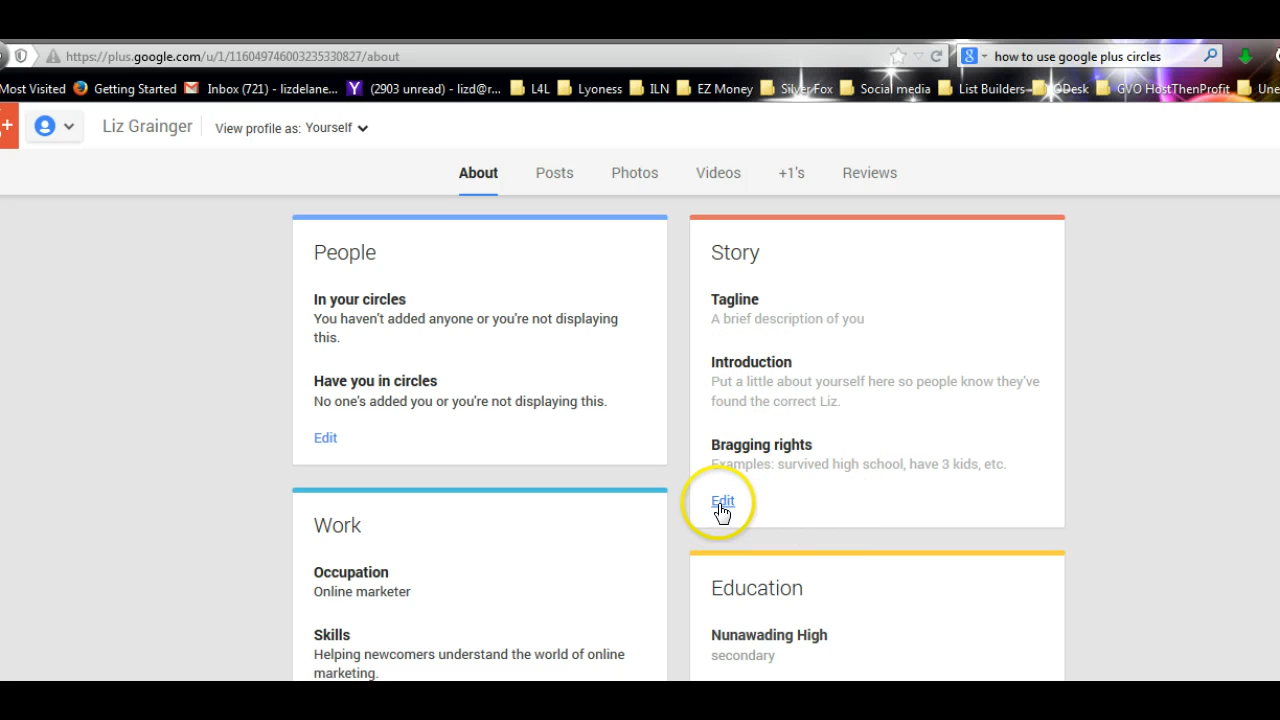 https://plus.google.com/u/1/116049746003235330827/about
how to use google plus circles
Most Visited Getting Started Inbox (721) - lizdelane... (2903 unread) - lizd@r... L4L Lyoness ILN EZ Money Silver Fox Social media List Builders ODesk GVO HostThenProfit Une
+ Liz Grainger View profile as: Yourself
About Posts Photos Videos +1's Reviews
People
In your circles
You haven't added anyone or you're not displaying
this.
Have you in circles
No one's added you or you're not displaying this.
Edit
Work
Occupation
Online marketer
Skills
Helping newcomers understand the world of online
marketing.
Story
Tagline
A brief description of you
Introduction
Put a little about yourself here so people know they've
found the correct Liz.
Bragging rights
Examples: survived high school, have 3 kids, etc.
Edit
Education
Nunawading High
secondary